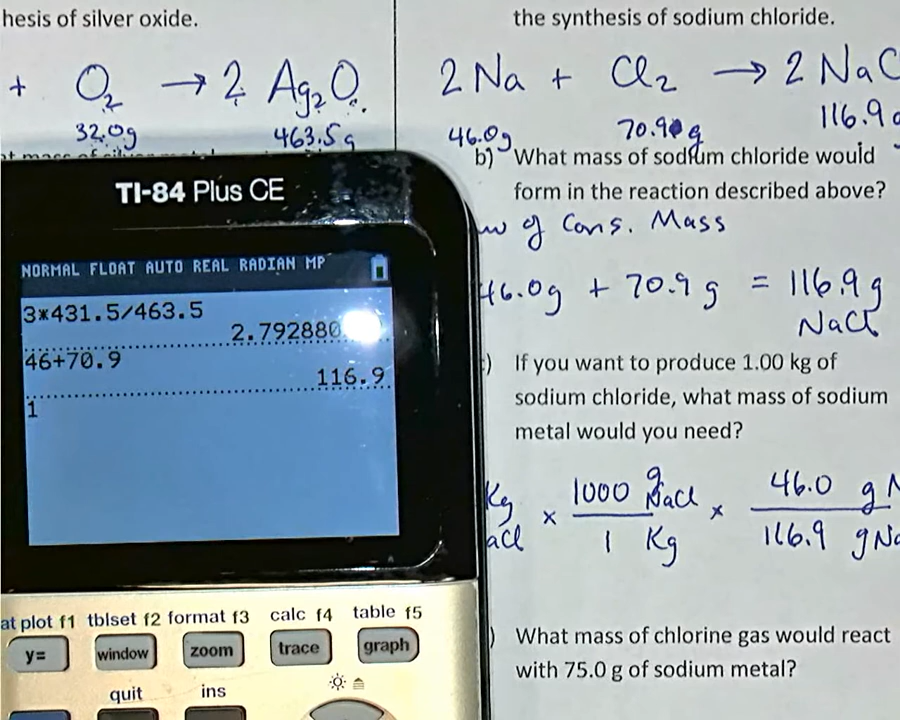 hesis of silver oxide.
+ O₂ → 2 Ag₂O
32.0g 463.5g
the synthesis of sodium chloride.
2 Na + Cl₂ → 2 NaC
46.0g 70.9 g 116.9
b) What mass of sodium chloride would
form in the reaction described above?
of Cons. Mass
46.0g + 70.9 g = 116.9 g
NaCl
) If you want to produce 1.00 kg of
sodium chloride, what mass of sodium
metal would you need?
Kg acl × 1000 g NaCl / 1 Kg × 46.0 g N / 116.9 g Na
) What mass of chlorine gas would react
with 75.0 g of sodium metal?
TI-84 Plus CE
NORMAL FLOAT AUTO REAL RADIAN MP
3*431.5/463.5
2.792880
46+70.9
116.9
1
at plot f1 tblset f2 format f3 calc f4 table f5
y= window zoom trace graph
quit ins